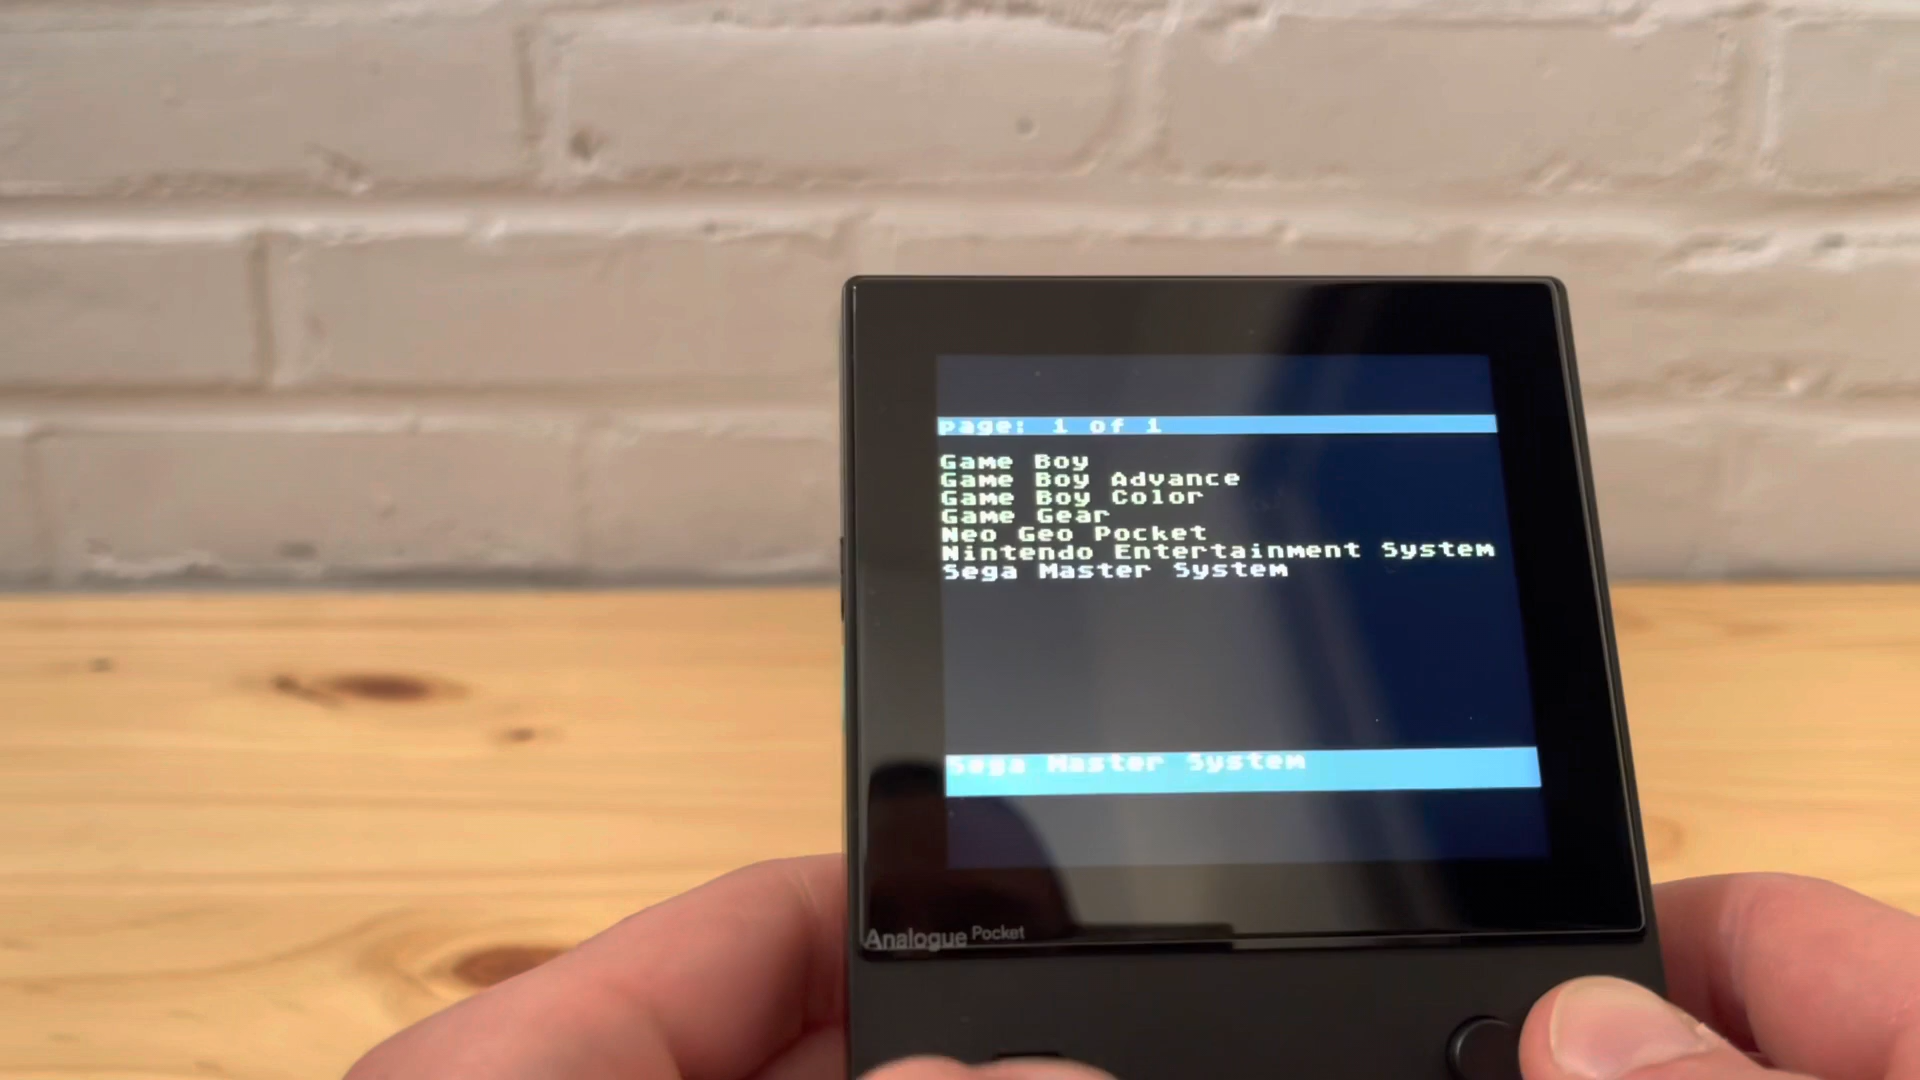 page: 1 of 1
Game Boy
Game Boy Advance
Game Boy Color
Game Gear
Neo Geo Pocket
Nintendo Entertainment System
Sega Master System
Sega Master System
Analogue Pocket